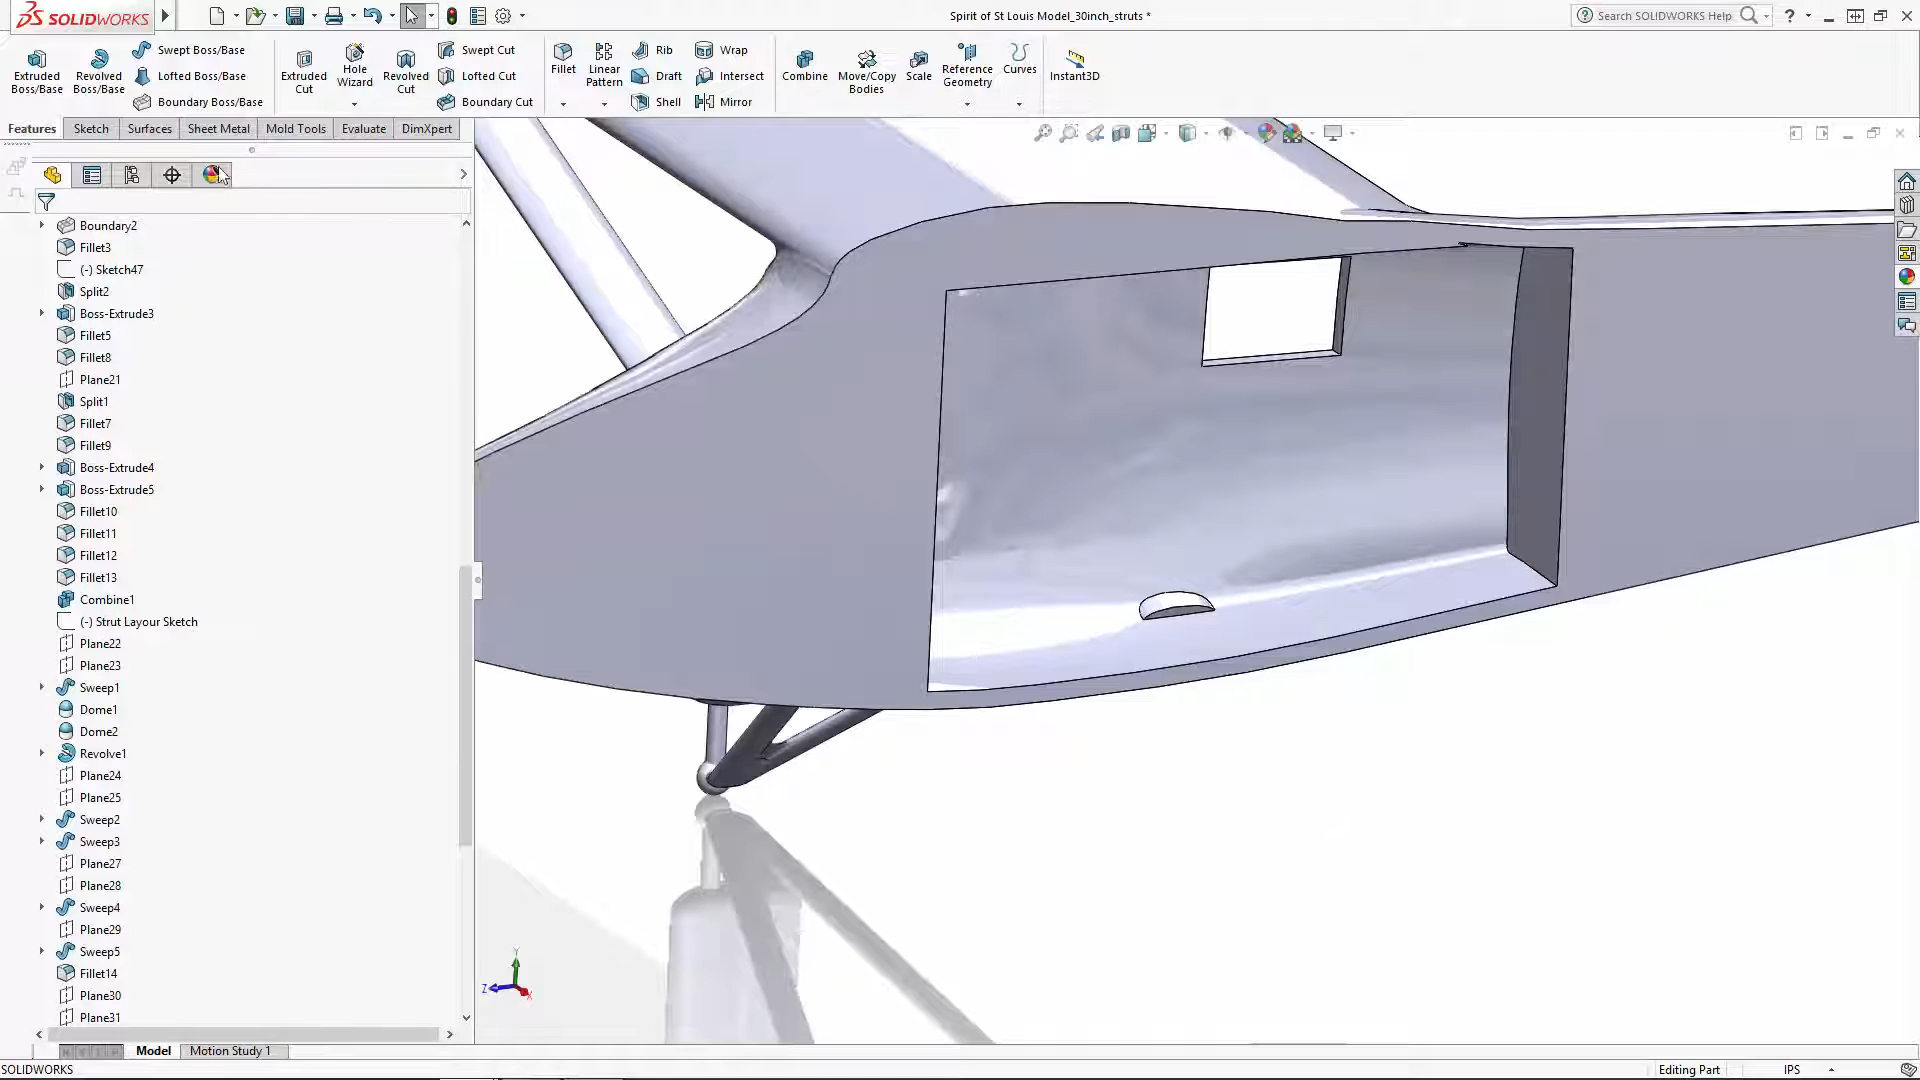 SOLIDWORKS
Spirit of St Louis Model_30inch_struts *
Search SOLIDWORKS Help
Extruded Boss/Base
Revolved Boss/Base
Swept Boss/Base
Lofted Boss/Base
Boundary Boss/Base
Extruded Cut
Hole Wizard
Revolved Cut
Swept Cut
Lofted Cut
Boundary Cut
Fillet
Linear Pattern
Rib
Draft
Shell
Wrap
Intersect
Mirror
Combine
Move/Copy Bodies
Scale
Reference Geometry
Curves
Instant3D
Features
Sketch
Surfaces
Sheet Metal
Mold Tools
Evaluate
DimXpert
Boundary2
Fillet3
(-) Sketch47
Split2
Boss-Extrude3
Fillet5
Fillet8
Plane21
Split1
Fillet7
Fillet9
Boss-Extrude4
Boss-Extrude5
Fillet10
Fillet11
Fillet12
Fillet13
Combine1
(-) Strut Layour Sketch
Plane22
Plane23
Sweep1
Dome1
Dome2
Revolve1
Plane24
Plane25
Sweep2
Sweep3
Plane27
Plane28
Sweep4
Plane29
Sweep5
Fillet14
Plane30
Plane31
Y
Z
X
Model
Motion Study 1
SOLIDWORKS
Editing Part
IPS